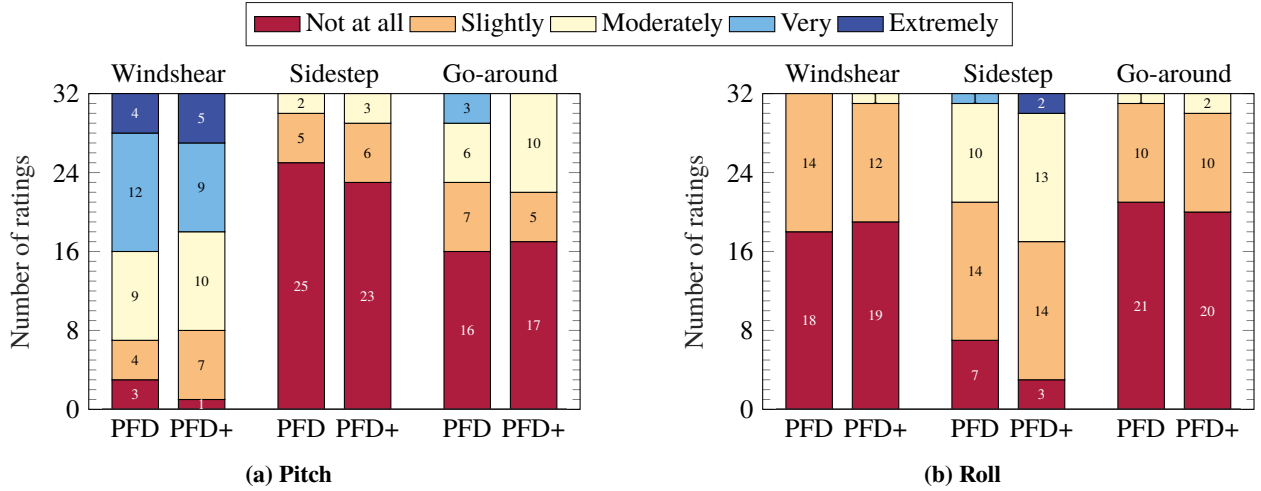 Not at all Slightly Moderately Very Extremely
Windshear Sidestep Go-around
Number of ratings
32
24
16
8
0
4 12 9 4 3
5 9 10 7 1
2 5 25
3 6 23
3 6 7 16
10 5 17
PFD PFD+ PFD PFD+ PFD PFD+
(a) Pitch
Windshear Sidestep Go-around
Number of ratings
32
24
16
8
0
14 18
1 12 19
1 10 14 7
2 13 14 3
1 10 21
2 10 20
PFD PFD+ PFD PFD+ PFD PFD+
(b) Roll